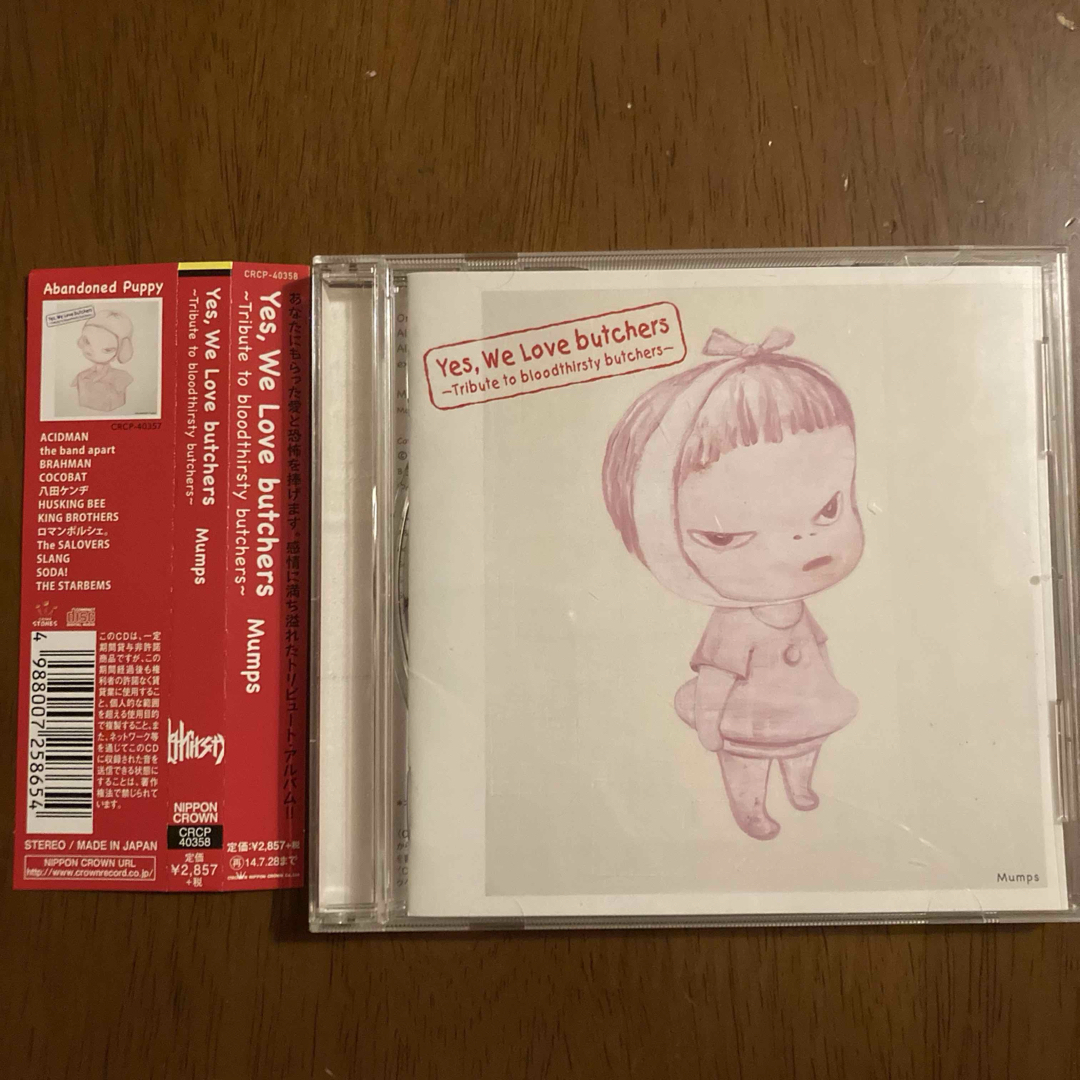 Abandoned Puppy
Yes, We Love butchers
CRCP-40357
ACIDMAN
the band apart
BRAHMAN
COCOBAT
八田ケンヂ
HUSKING BEE
KING BROTHERS
ロマンポルシェ。
The SALOVERS
SLANG
SODA!
THE STARBEMS
COMPACT
disc
DIGITAL AUDIO
4 988007 258654
このCDは、一定
期間貸与非許諾
商品ですが、この
期間経過後も権
利者の許諾なく賃
貸業に使用するこ
と、個人的な範囲
を超える使用目的
で複製すること、ま
た、ネットワーク等
を通じてこのCD
に収録された音を
送信できる状態に
することは、著作
権法で禁じられて
います。
STEREO / MADE IN JAPAN
NIPPON CROWN URL
http://www.crownrecord.co.jp/
Yes, We Love butchers Mumps
~Tribute to bloodthirsty butchers~
NIPPON
CROWN
CRCP
40358
定価
¥2,857
+税
CRCP-40358
Yes, We Love butchers Mumps
~Tribute to bloodthirsty butchers~
あなたにもらった愛と恐怖を捧げます。感情に満ち溢れたトリビュート・アルバム!!
定価:¥2,857+税
再14.7.28まで
Yes, We Love butchers
~Tribute to bloodthirsty butchers~
Mumps